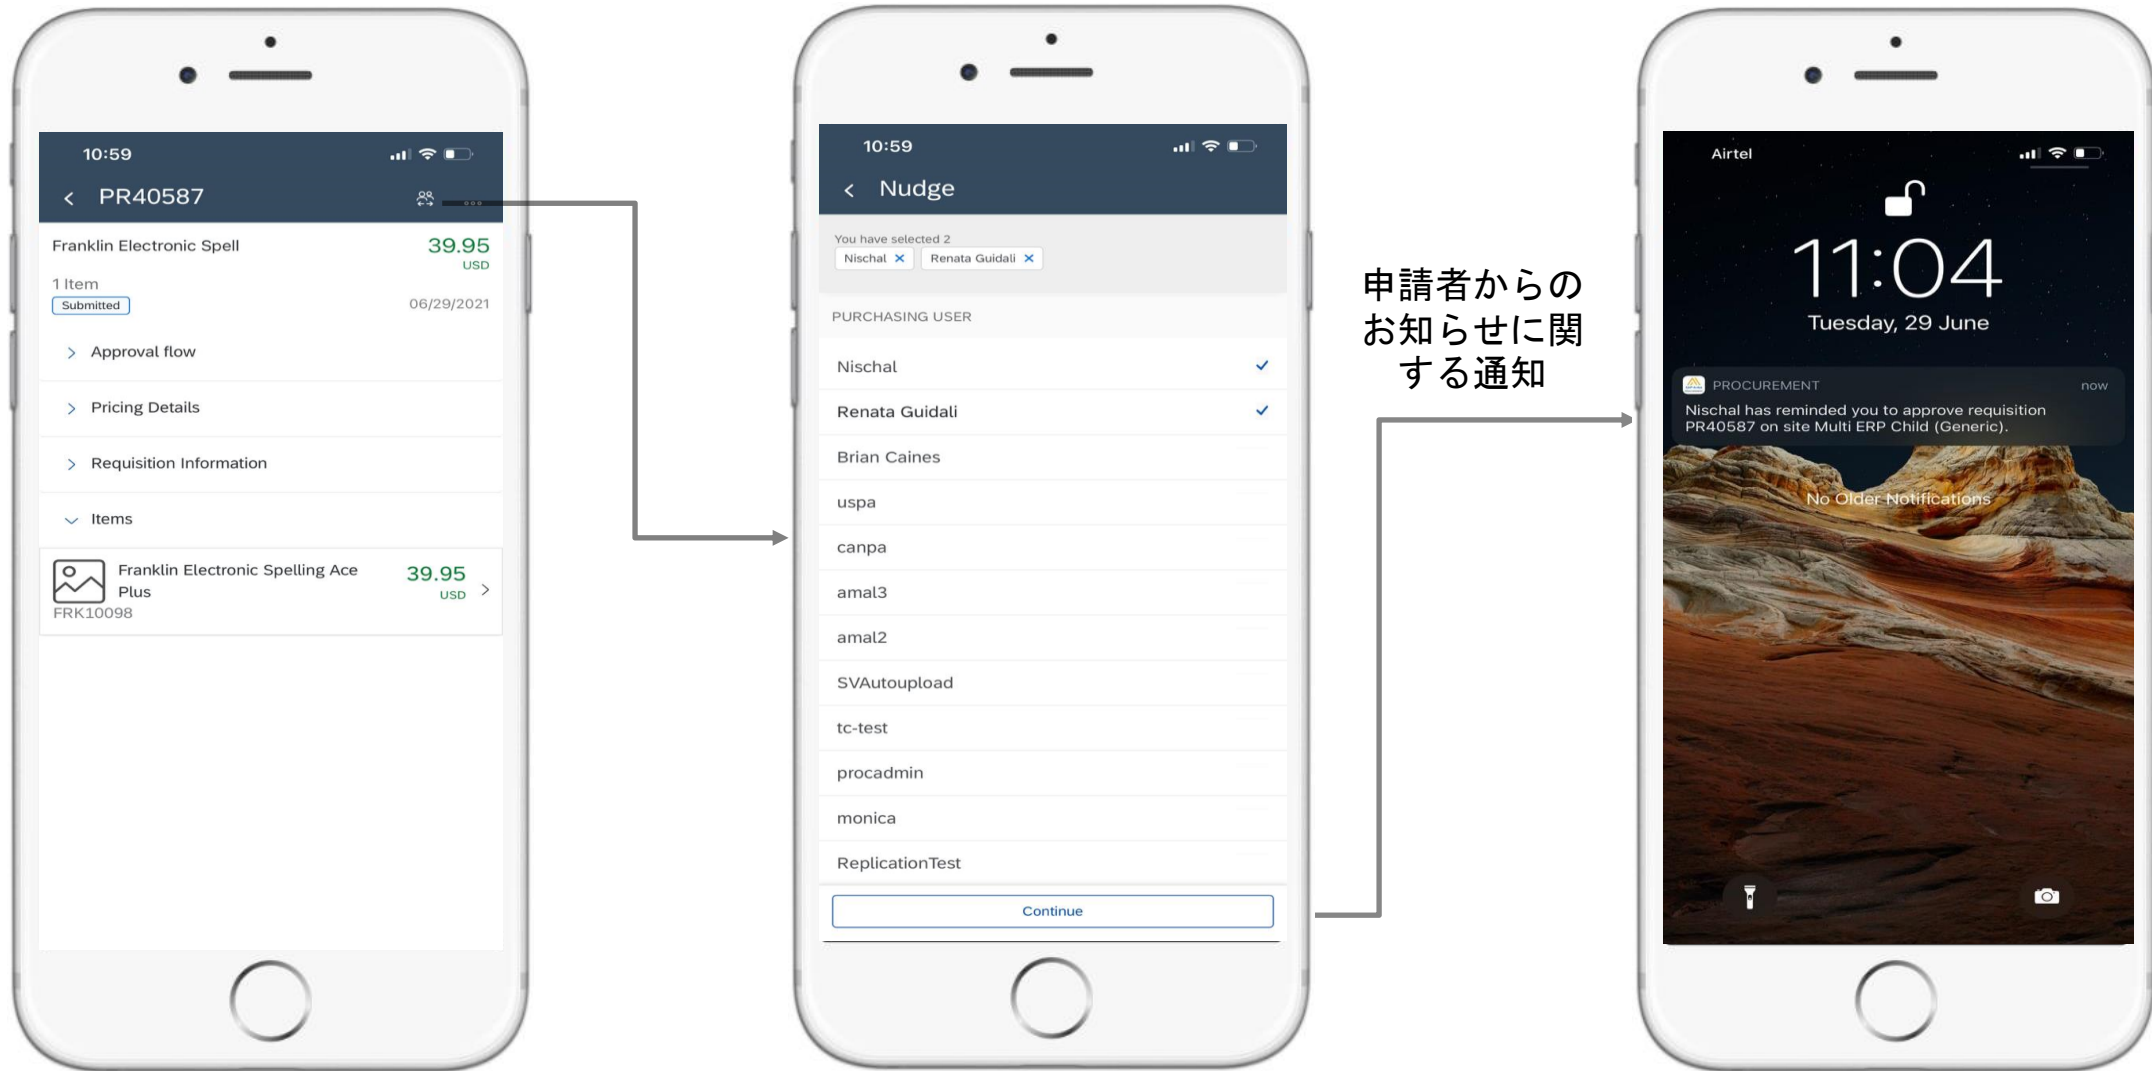 10:59
PR40587
Franklin Electronic Spell
39.95
USD
1 Item
Submitted
06/29/2021
Approval flow
Pricing Details
Requisition Information
Items
Franklin Electronic Spelling Ace
Plus
39.95
USD
FRK10098
10:59
Nudge
You have selected 2
Nischal
Renata Guidali
PURCHASING USER
Nischal
Renata Guidali
Brian Caines
uspa
canpa
amal3
amal2
SVAutoupload
tc-test
procadmin
monica
ReplicationTest
Continue
申請者からの
お知らせに関
する通知
Airtel
11:04
Tuesday, 29 June
PROCUREMENT
now
Nischal has reminded you to approve requisition
PR40587 on site Multi ERP Child (Generic).
No Older Notifications